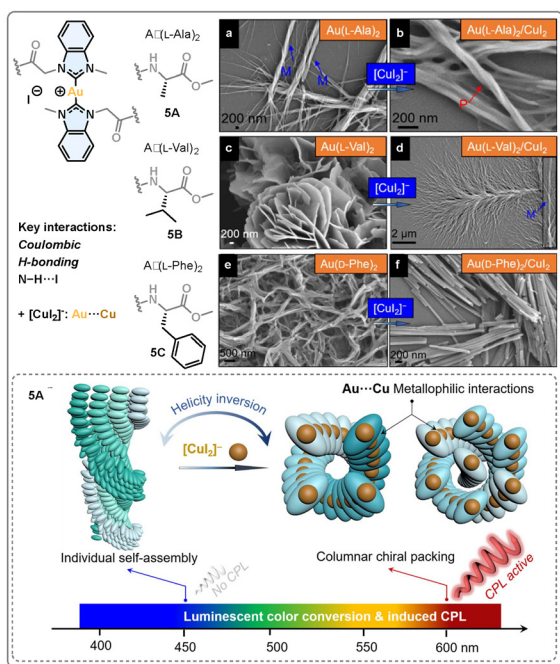 O
N
N
Au
I⊖
⊕
N
N
O
Key interactions:
Coulombic
H-bonding
N–H···I
+ [CuI₂]⁻: Au···Cu
A□(L-Ala)₂
N
H
O
O
5A
A□(L-Val)₂
N
H
O
O
5B
A□(L-Phe)₂
N
H
O
O
5C
a
Au(L-Ala)₂
M
M
200 nm
[CuI₂]⁻
b
Au(L-Ala)₂/CuI₂
P
200 nm
c
Au(L-Val)₂
200 nm
[CuI₂]⁻
d
Au(L-Val)₂/CuI₂
M
2 µm
e
Au(D-Phe)₂
500 nm
[CuI₂]⁻
f
Au(D-Phe)₂/CuI₂
200 nm
5A
Helicity inversion
[CuI₂]⁻
Au···Cu Metallophilic interactions
Individual self-assembly
No CPL
Columnar chiral packing
CPL active
Luminescent color conversion & induced CPL
400
450
500
550
600 nm